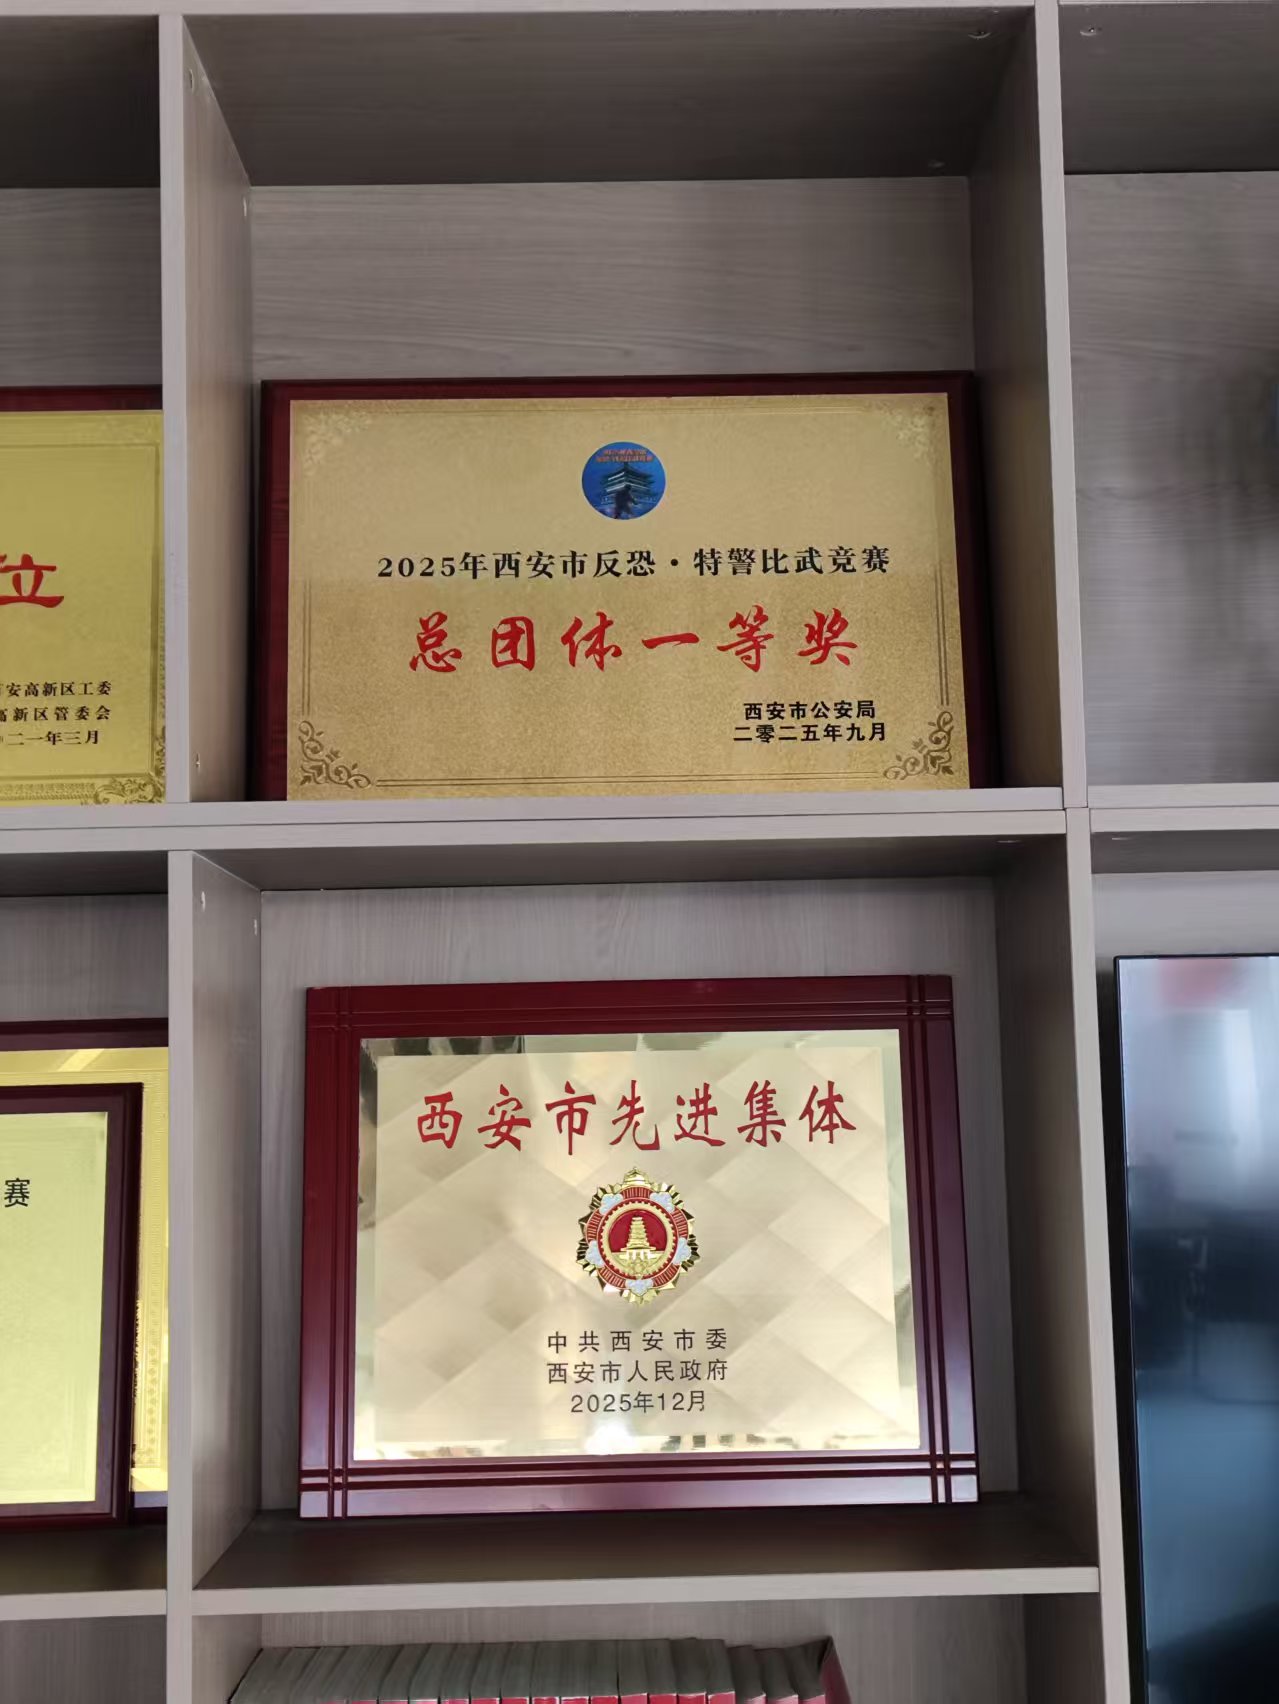 2025年西安市反恐·特警比武竞赛
总团体一等奖
西安市公安局
二零二五年九月
位
安高新区工委
高新区管委会
二一年三月
西安市先进集体
中共西安市委
西安市人民政府
2025年12月
赛